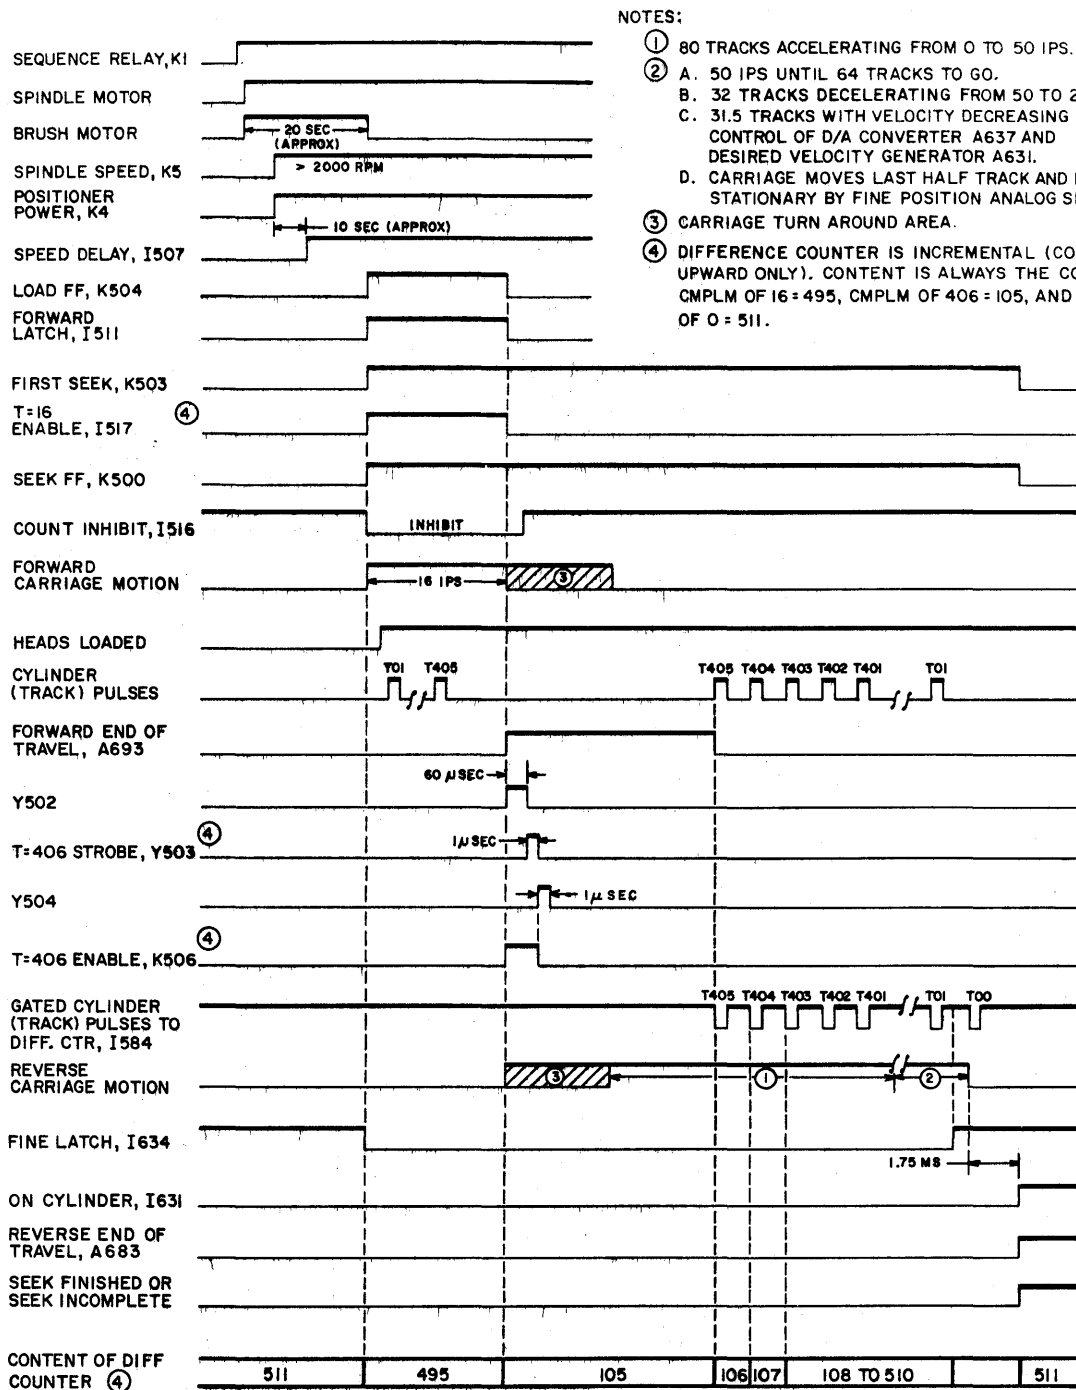 NOTES:
① 80 TRACKS ACCELERATING FROM 0 TO 50 IPS.
② A. 50 IPS UNTIL 64 TRACKS TO GO.
B. 32 TRACKS DECELERATING FROM 50 TO 2
C. 31.5 TRACKS WITH VELOCITY DECREASING
CONTROL OF D/A CONVERTER A637 AND
DESIRED VELOCITY GENERATOR A631.
D. CARRIAGE MOVES LAST HALF TRACK AND
STATIONARY BY FINE POSITION ANALOG
③ CARRIAGE TURN AROUND AREA.
④ DIFFERENCE COUNTER IS INCREMENTAL
UPWARD ONLY). CONTENT IS ALWAYS THE
CMPLM OF 16=495, CMPLM OF 406=105, AND
OF 0=511.
SEQUENCE RELAY, K1
SPINDLE MOTOR
BRUSH MOTOR
20 SEC
(APPROX)
SPINDLE SPEED, K5
> 2000 RPM
POSITIONER
POWER, K4
10 SEC (APPROX)
SPEED DELAY, I507
LOAD FF, K504
FORWARD
LATCH, I511
FIRST SEEK, K503
T=16 ④
ENABLE, I517
SEEK FF, K500
COUNT INHIBIT, I516
INHIBIT
FORWARD
CARRIAGE MOTION
16 IPS ③
HEADS LOADED
CYLINDER
(TRACK) PULSES
T01 T405 T405 T404 T403 T402 T401 T01
FORWARD END OF
TRAVEL, A693
60 μSEC
Y502
T=406 STROBE, Y503 ④
1μSEC
Y504
1μ SEC
T=406 ENABLE, K506 ④
GATED CYLINDER
(TRACK) PULSES TO
DIFF. CTR, I584
T405 T404 T403 T402 T401 T01 T00
REVERSE
CARRIAGE MOTION
③ ① ②
FINE LATCH, I634
1.75 MS
ON CYLINDER, I631
REVERSE END OF
TRAVEL, A683
SEEK FINISHED OR
SEEK INCOMPLETE
CONTENT OF DIFF
COUNTER ④
511 495 105 106 107 108 TO 510 511